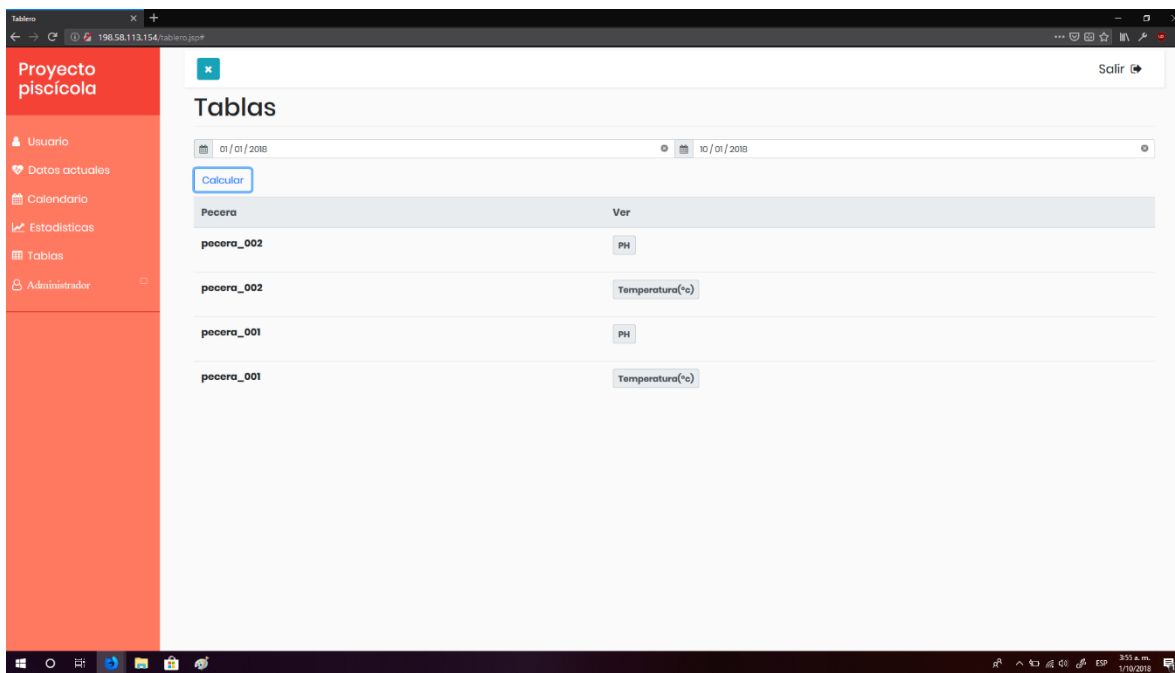 Tablero
198.58.113.154/tablero.jsp#
Proyecto
piscícola
Salir
Tablas
Usuario
Datos actuales
Calendario
Estadisticas
Tablas
Administrador
01 / 01 / 2018
10 / 01 / 2018
Calcular
Pecera Ver
pecera_002 PH
pecera_002 Temperatura(°c)
pecera_001 PH
pecera_001 Temperatura(°c)
ESP
3:55 a. m.
1/10/2018